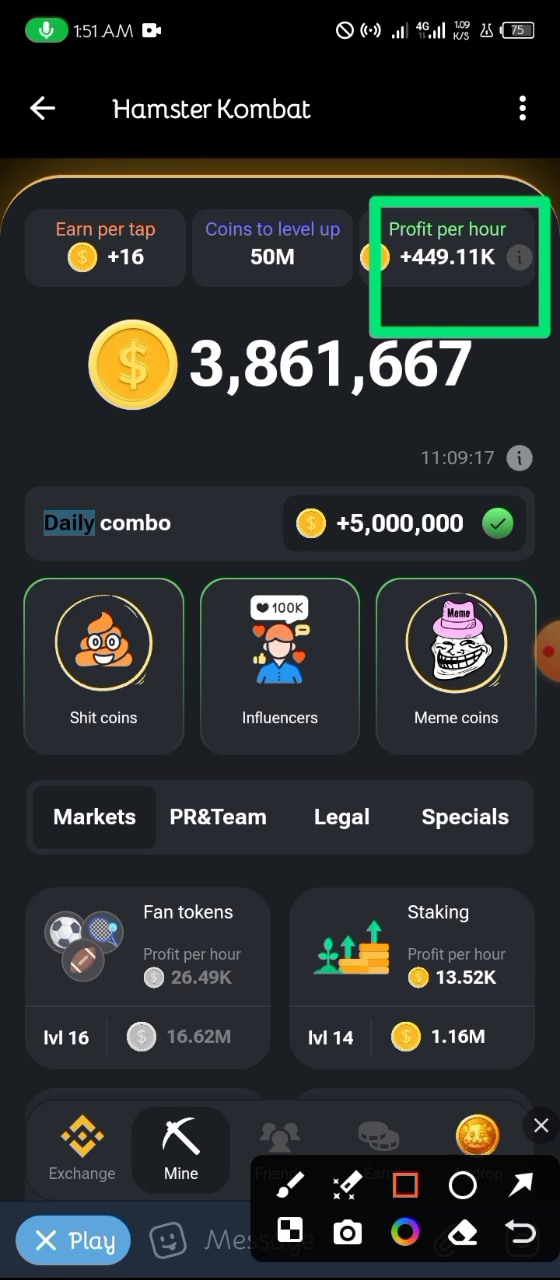 1:51 AM
4G
1.09
K/S
75
Hamster Kombat
Earn per tap
+16
Coins to level up
50M
Profit per hour
+449.11K
3,861,667
11:09:17
Daily combo
+5,000,000
100K
Meme
Shit coins
Influencers
Meme coins
Markets
PR&Team
Legal
Specials
Fan tokens
Profit per hour
26.49K
lvl 16
16.62M
Staking
Profit per hour
13.52K
lvl 14
1.16M
Exchange
Mine
Play